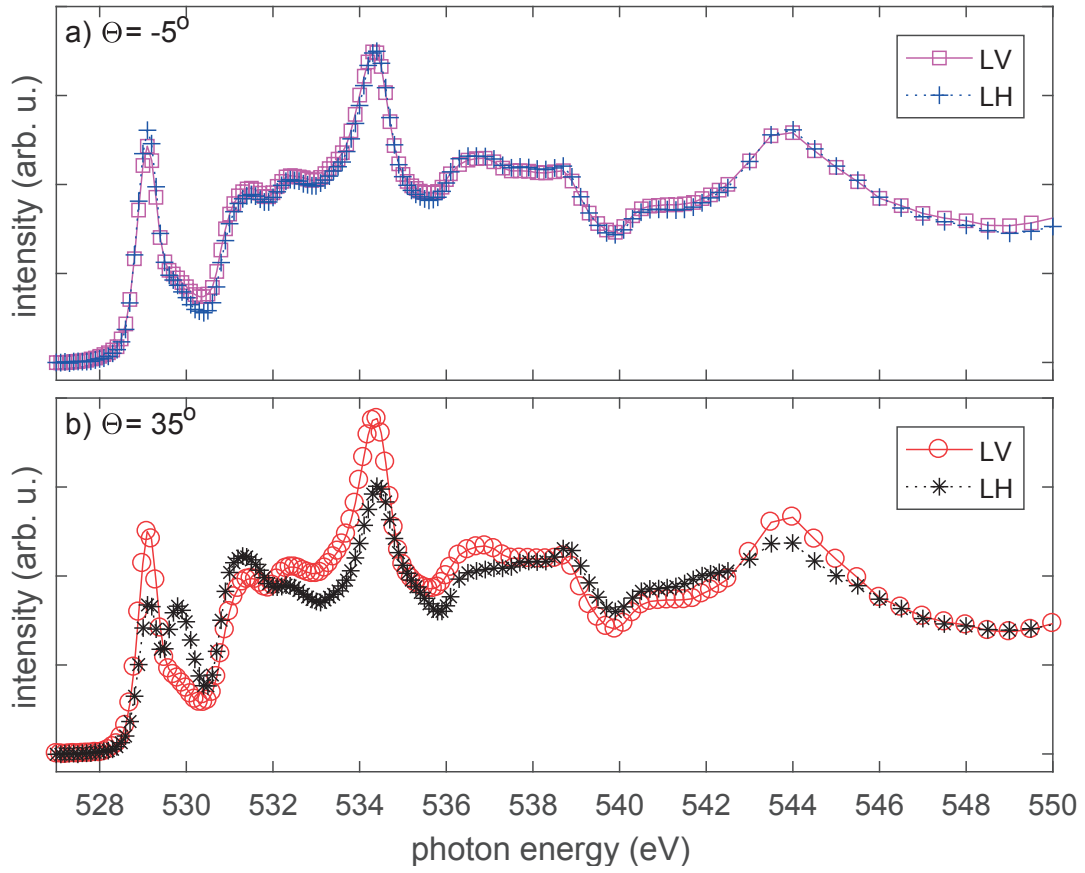 a) Θ= -5°
LV
LH
intensity (arb. u.)
b) Θ= 35°
LV
LH
intensity (arb. u.)
528 530 532 534 536 538 540 542 544 546 548 550
photon energy (eV)